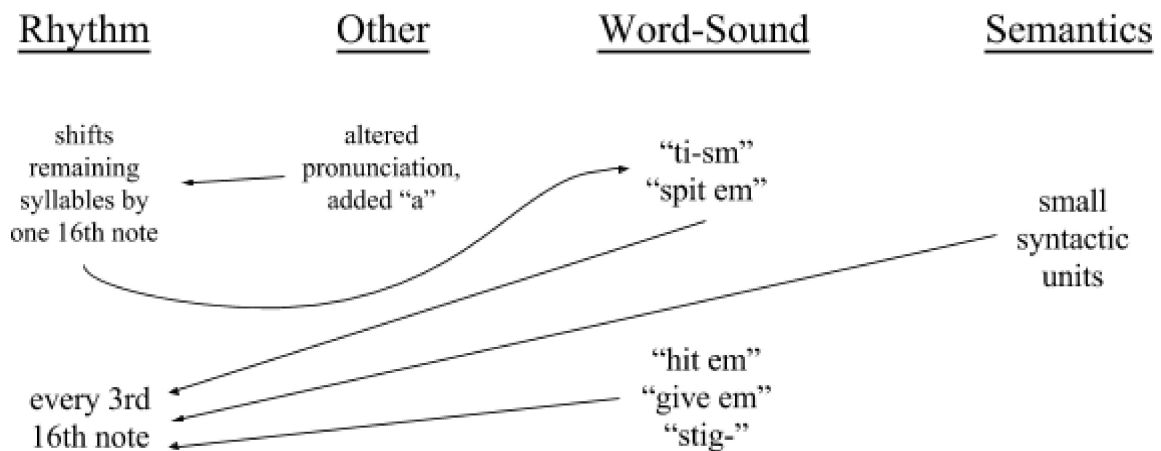 Rhythm
Other
Word-Sound
Semantics
shifts
remaining
syllables by
one 16th note
altered
pronunciation,
added “a”
“ti-sm”
“spit em”
small
syntactic
units
every 3rd
16th note
“hit em”
“give em”
“stig-”